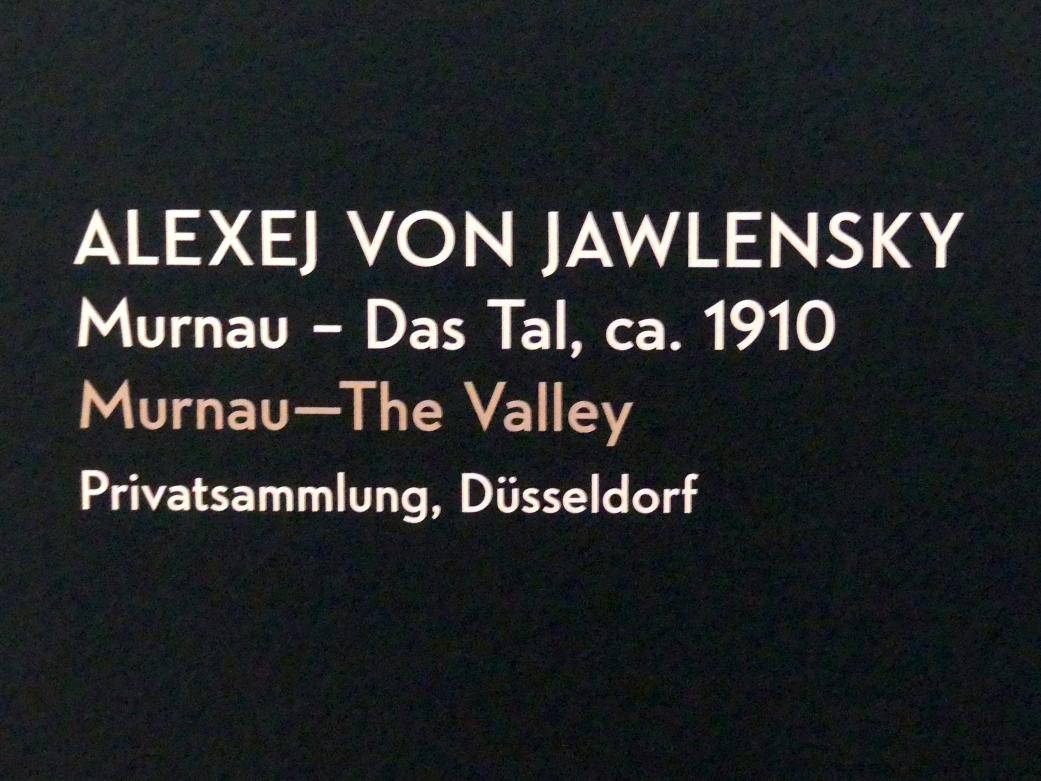 ALEXEJ VON JAWLENSKY
Murnau – Das Tal, ca. 1910
Murnau—The Valley
Privatsammlung, Düsseldorf